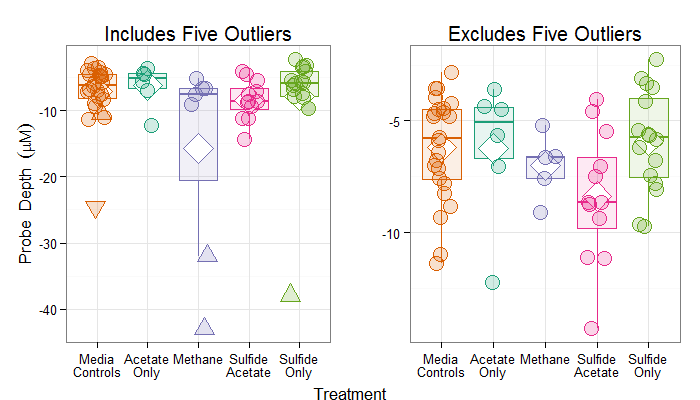 Includes Five Outliers
Excludes Five Outliers
Probe Depth (μM)
-10
-20
-30
-40
-5
-10
Media Controls
Acetate Only
Methane
Sulfide Acetate
Sulfide Only
Media Controls
Acetate Only
Methane
Sulfide Acetate
Sulfide Only
Treatment